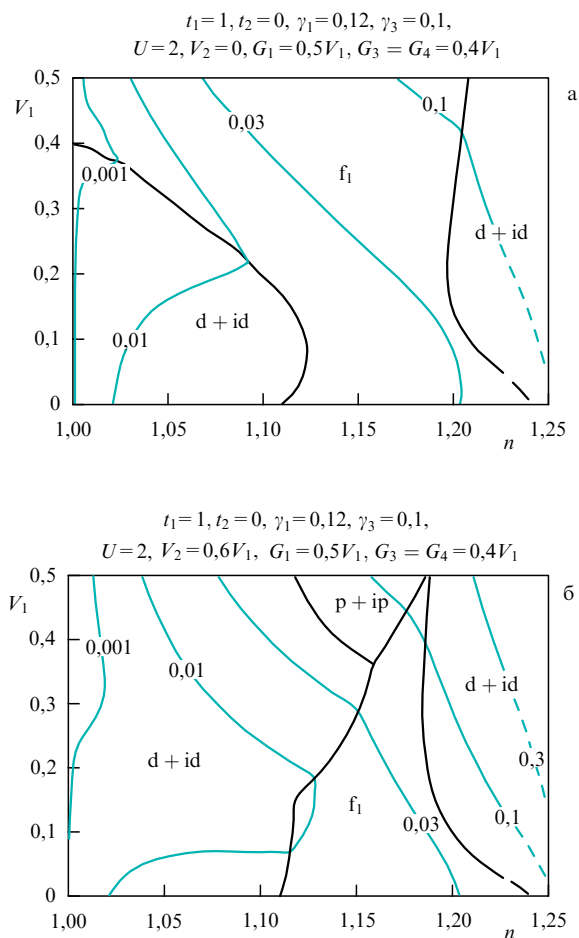 t₁=1, t₂=0, γ₁=0,12, γ₃=0,1,
U=2, V₂=0, G₁=0,5V₁, G₃ = G₄=0,4V₁
а
0,5
V₁
0,4
0,3
0,2
0,1
0
0,001
0,03
0,1
f₁
d + id
0,01
d + id
1,00
1,05
1,10
1,15
1,20
1,25
n
t₁=1, t₂=0, γ₁=0,12, γ₃=0,1,
U=2, V₂=0,6V₁, G₁=0,5V₁, G₃ = G₄=0,4V₁
б
0,5
V₁
0,4
0,3
0,2
0,1
0
p + ip
0,001
0,01
d + id
d + id
0,3
f₁
0,03
0,1
1,00
1,05
1,10
1,15
1,20
1,25
n